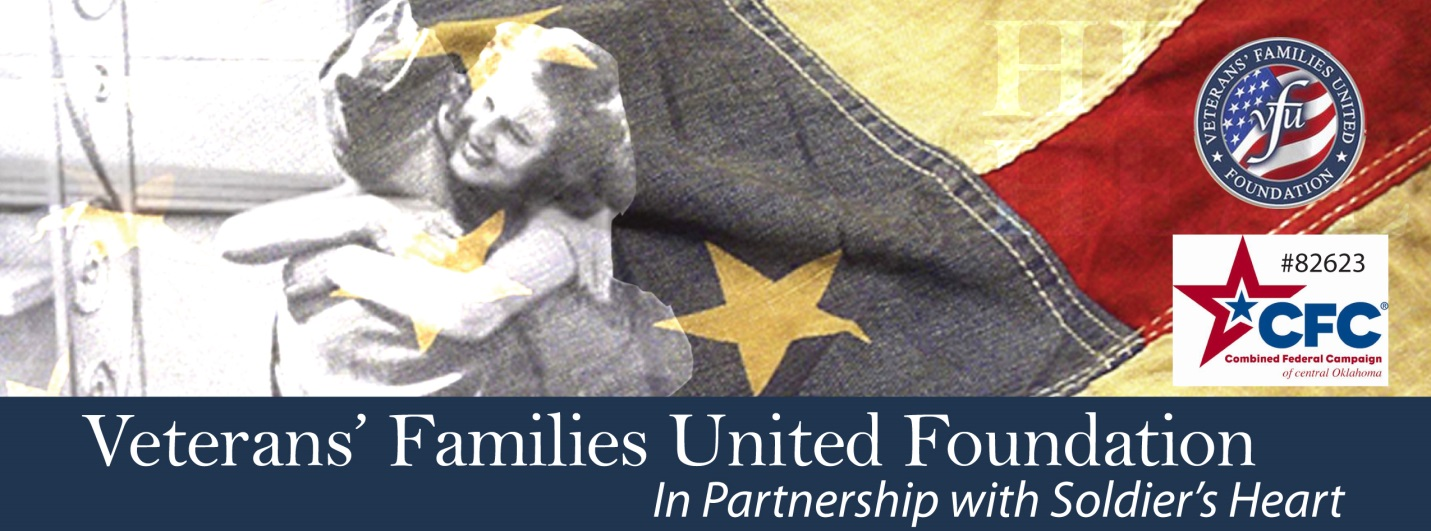 VETERANS' FAMILIES UNITED
vfu
FOUNDATION
#82623
CFC®
Combined Federal Campaign
of central Oklahoma
Veterans' Families United Foundation
In Partnership with Soldier's Heart